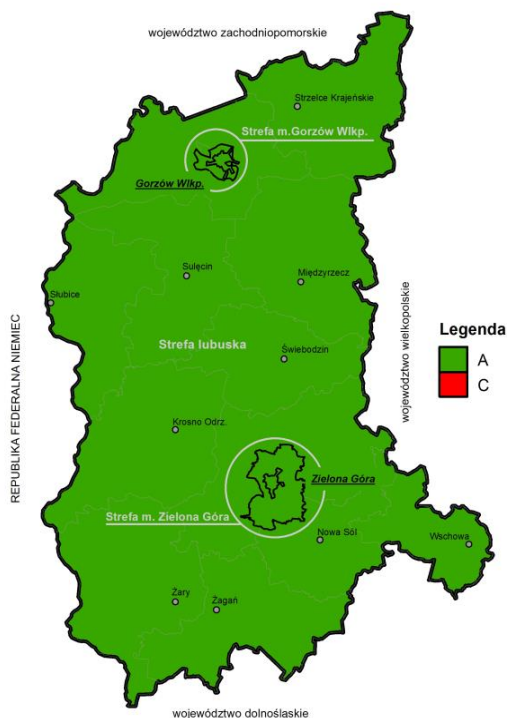 województwo zachodniopomorskie
Strzelce Krajeńskie
Strefa m.Gorzów Wlkp.
Gorzów Wlkp.
Sulęcin
Międzyrzecz
Słubice
REPUBLIKA FEDERALNA NIEMIEC
województwo wielkopolskie
Legenda
A
C
Strefa lubuska
Świebodzin
Krosno Odrz.
Zielona Góra
Strefa m. Zielona Góra
Nowa Sól
Wschowa
Żary
Żagań
województwo dolnośląskie